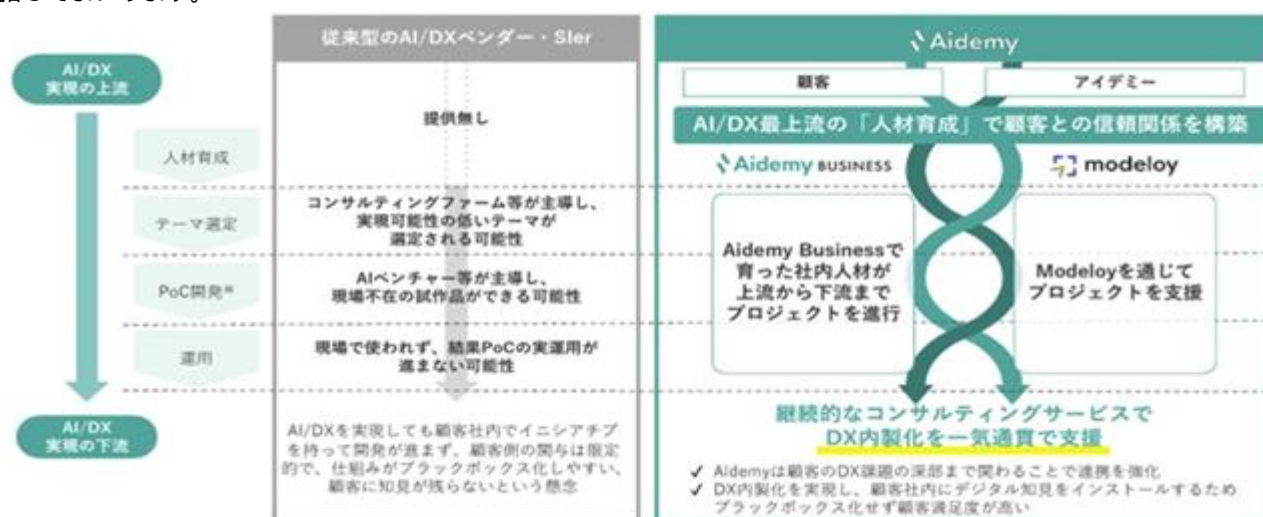 従来型のAI/DXベンダー・SIer
Aidemy
AI/DX
実現の上流
顧客
アイデミー
提供無し
AI/DX最上流の「人材育成」で顧客との信頼関係を構築
人材育成
Aidemy BUSINESS
modeloy
テーマ選定
コンサルティングファーム等が主導し、
実現可能性の低いテーマが
選定される可能性
Aidemy Businessで
育った社内人材が
上流から下流まで
プロジェクトを進行
Modeloyを通じて
プロジェクトを支援
PoC開発※
AIベンチャー等が主導し、
現場不在の試作品ができる可能性
運用
現場で使われず、結果PoCの実運用が
進まない可能性
AI/DX
実現の下流
AI/DXを実現しても顧客社内でイニシアチブ
を持って開発が進まず、顧客側の関与は限定
的で、仕組みがブラックボックス化しやすい、
顧客に知見が残らないという懸念
継続的なコンサルティングサービスで
DX内製化を一気通貫で支援
✓ Aidemyは顧客のDX課題の深部まで関わることで連携を強化
✓ DX内製化を実現し、顧客社内にデジタル知見をインストールするため
ブラックボックス化せず顧客満足度が高い